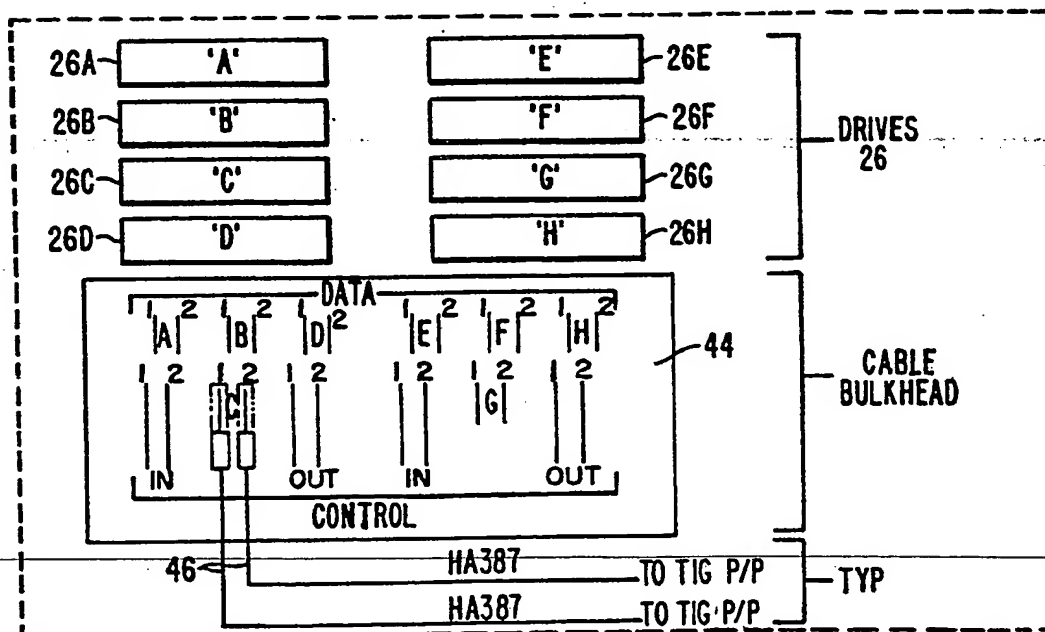 26A 'A' 'E' 26E
26B 'B' 'F' 26F
26C 'C' 'G' 26G
26D 'D' 'H' 26H
DRIVES
26
DATA
1 A 2 1 B 2 1 D 2 1 E 2 1 F 2 1 H 2
44
1 2 1 2 1 2 1 2 1 2 1 2
G
IN OUT IN OUT
CONTROL
CABLE
BULKHEAD
46 HA387 TO TIG P/P
HA387 TO TIG P/P
TYP